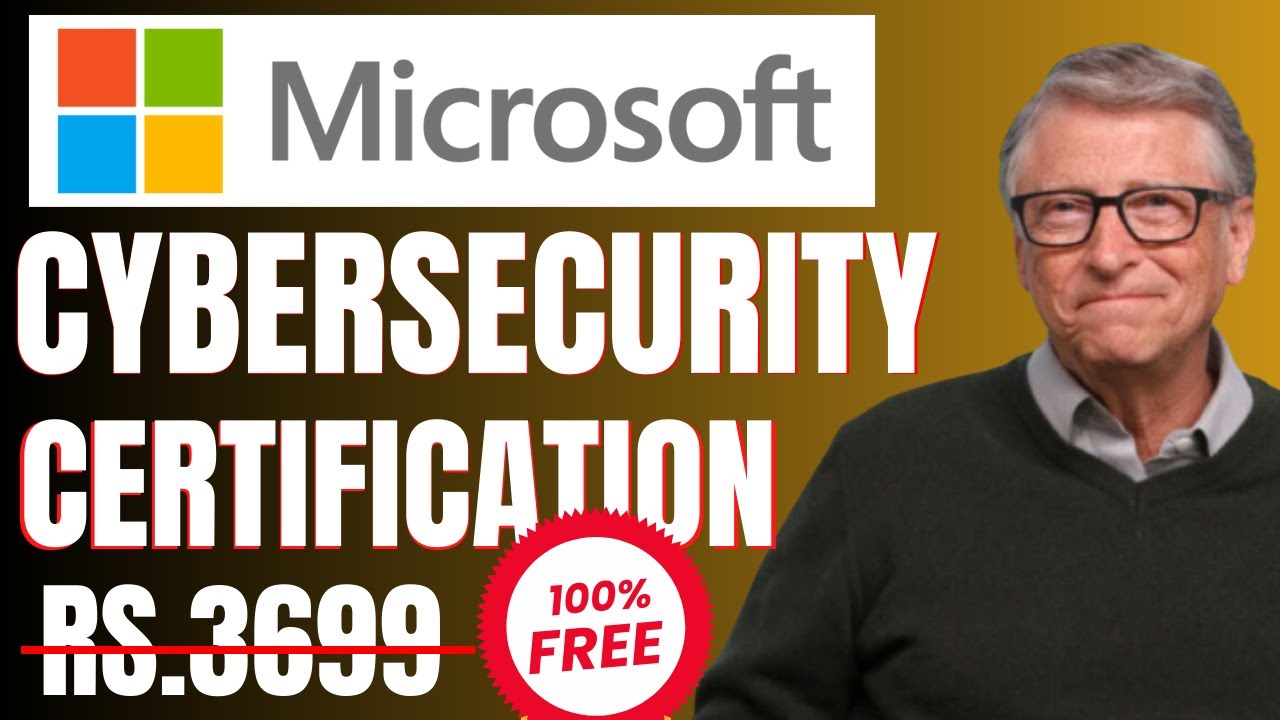 Microsoft
CYBERSECURITY
CERTIFICATION
RS.3699
100%
FREE